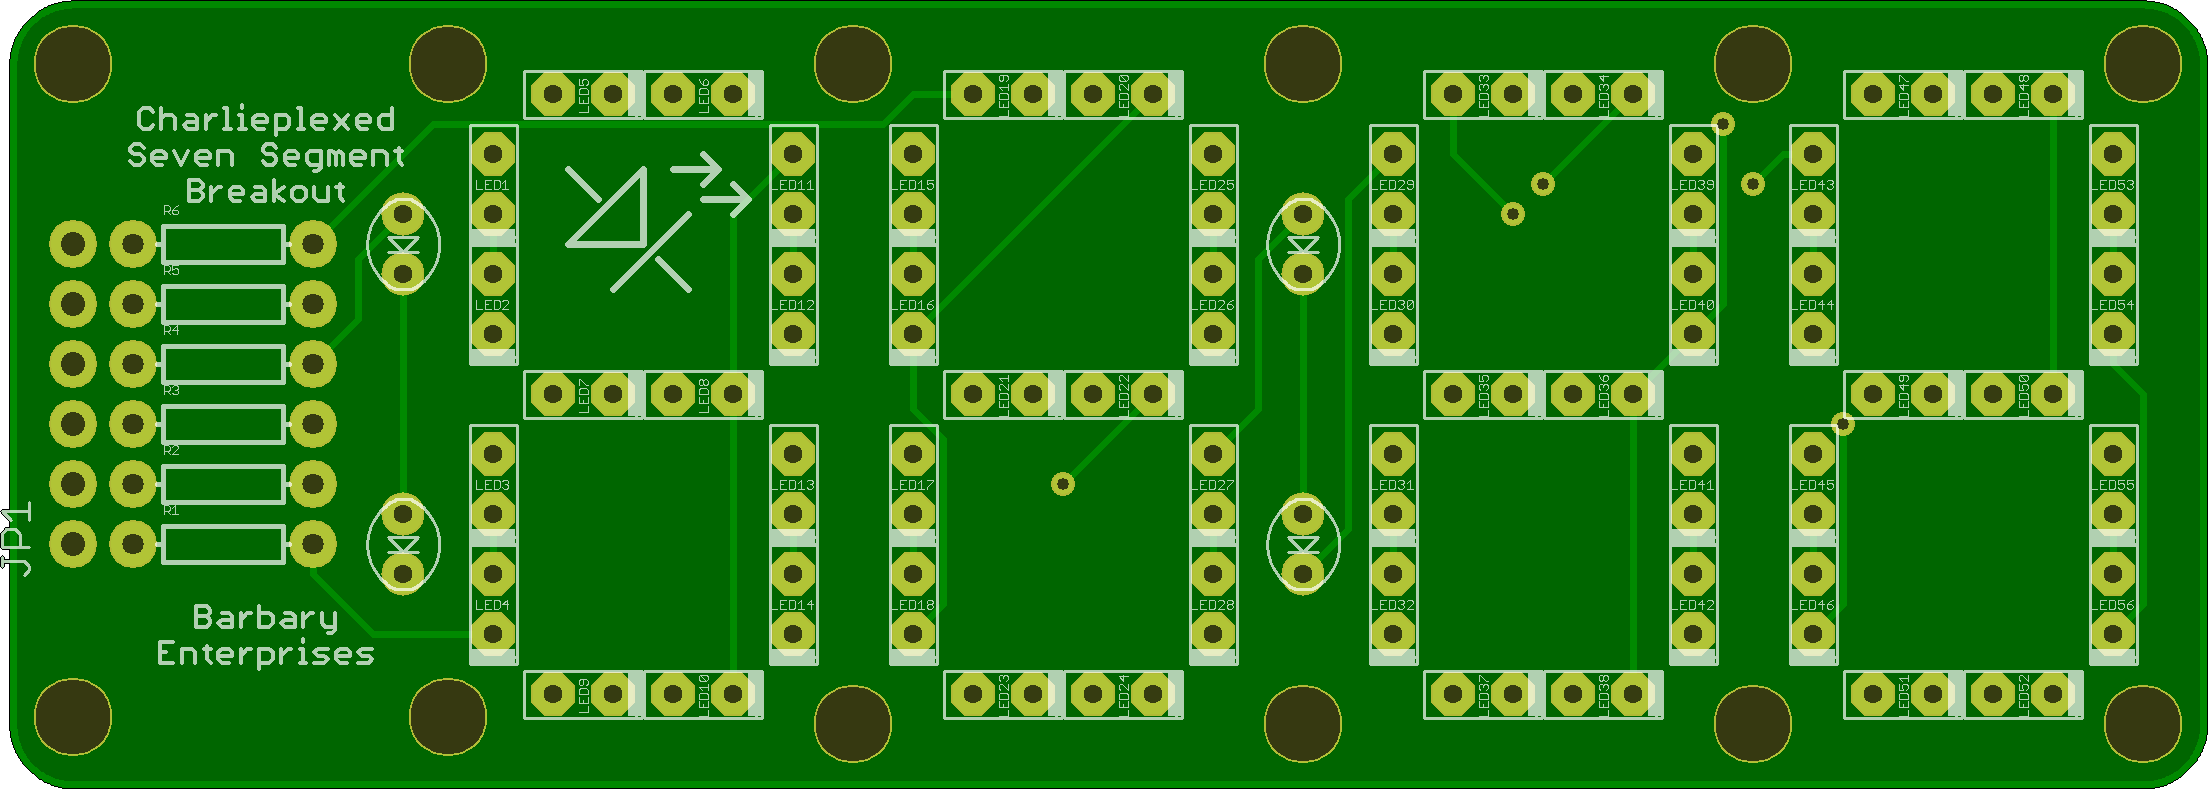 LED5 LED6 LED19 LED20 LED33 LED34 LED47 LED48
Charlieplexed
Seven Segment
Breakout
LED1 LED11 LED15 LED25 LED29 LED39 LED43 LED53
R6
R5
LED2 LED12 LED16 LED26 LED30 LED40 LED44 LED54
R4
R3
LED7 LED8 LED21 LED22 LED35 LED36 LED49 LED50
R2
LED3 LED13 LED17 LED27 LED31 LED41 LED45 LED55
R1
JP1
LED4 LED14 LED18 LED28 LED32 LED42 LED46 LED56
Barbary
Enterprises
LED9 LED10 LED23 LED24 LED37 LED38 LED51 LED52